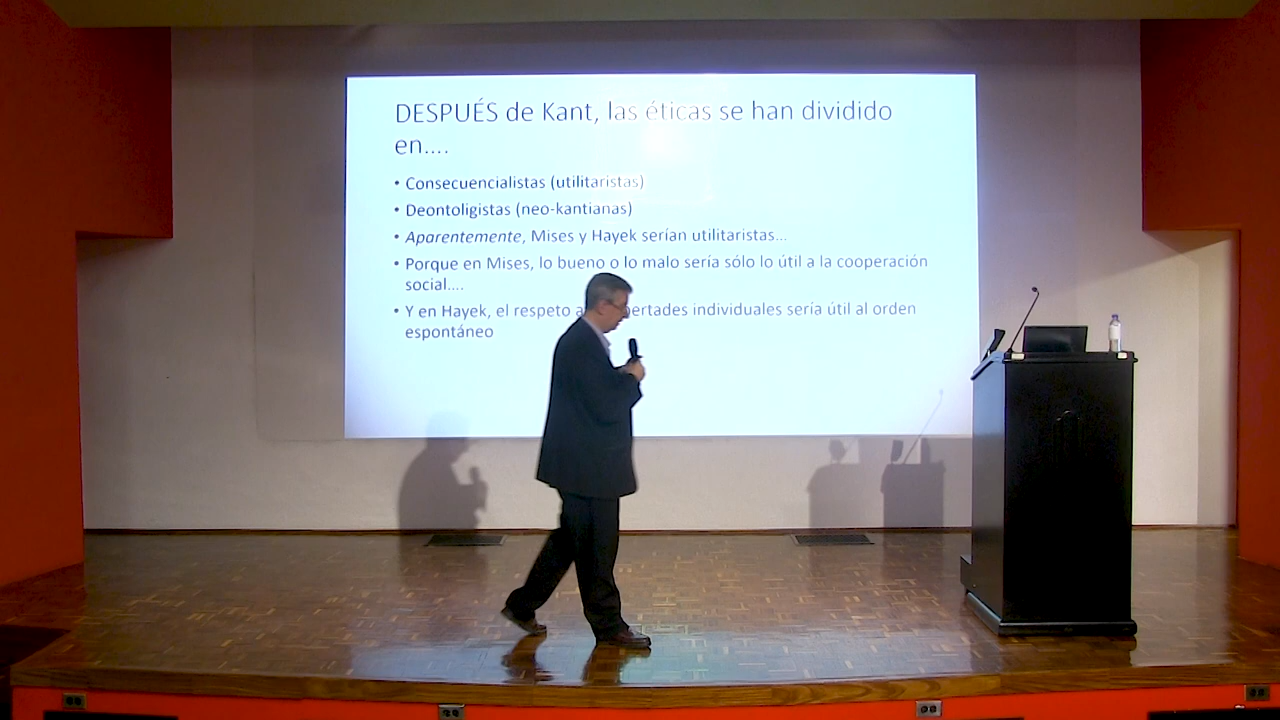 DESPUÉS de Kant, las éticas se han dividido
en....
• Consecuencialistas (utilitaristas)
• Deontoligistas (neo-kantianas)
• Aparentemente, Mises y Hayek serían utilitaristas...
• Porque en Mises, lo bueno o lo malo sería sólo lo útil a la cooperación
social....
• Y en Hayek, el respeto a individuales sería útil al orden
espontáneo